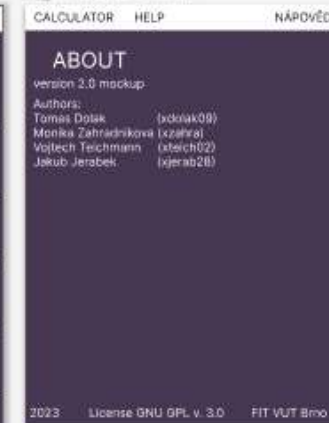 CALCULATOR HELP NÁPOVĚD
ABOUT
version 2.0 mockup
Authors:
Tomas Dolak (xdolak09)
Monika Zahradnikova (xzahra)
Vojtech Teichmann (xteich02)
Jakub Jerabek (xjerab28)
2023 License GNU GPL v. 3.0 FIT VUT Brno